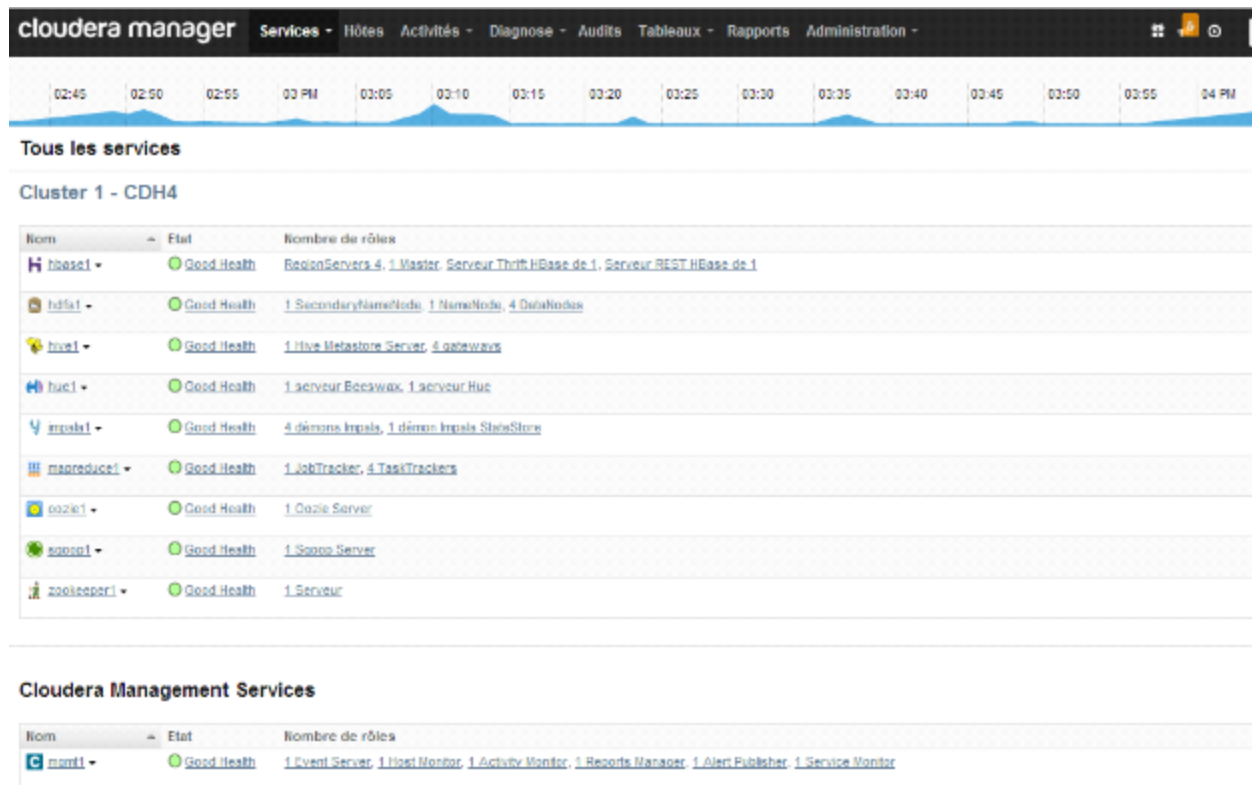 cloudera manager Services Hôtes Activités Diagnose Audits Tableaux Rapports Administration
02:45 02:50 02:55 03 PM 03:05 03:10 03:15 03:20 03:25 03:30 03:35 03:40 03:45 03:50 03:55 04 PM
Tous les services
Cluster 1 - CDH4
Nom Etat Nombre de rôles
hbase1 Good Health RegionServers 4, 1 Master, Serveur Thrift HBase de 1, Serveur REST HBase de 1
hdfs1 Good Health 1 SecondaryNameNode, 1 NameNode, 4 DataNodes
hive1 Good Health 1 Hive Metastore Server, 4 gateways
hue1 Good Health 1 serveur Beeswax, 1 serveur Hue
impala1 Good Health 4 démons Impala, 1 démon Impala StateStore
mapreduce1 Good Health 1 JobTracker, 4 TaskTrackers
oozie1 Good Health 1 Oozie Server
sqoop1 Good Health 1 Sqoop Server
zookeeper1 Good Health 1 Serveur
Cloudera Management Services
Nom Etat Nombre de rôles
mgmt1 Good Health 1 Event Server, 1 Host Monitor, 1 Activity Monitor, 1 Reports Manager, 1 Alert Publisher, 1 Service Monitor